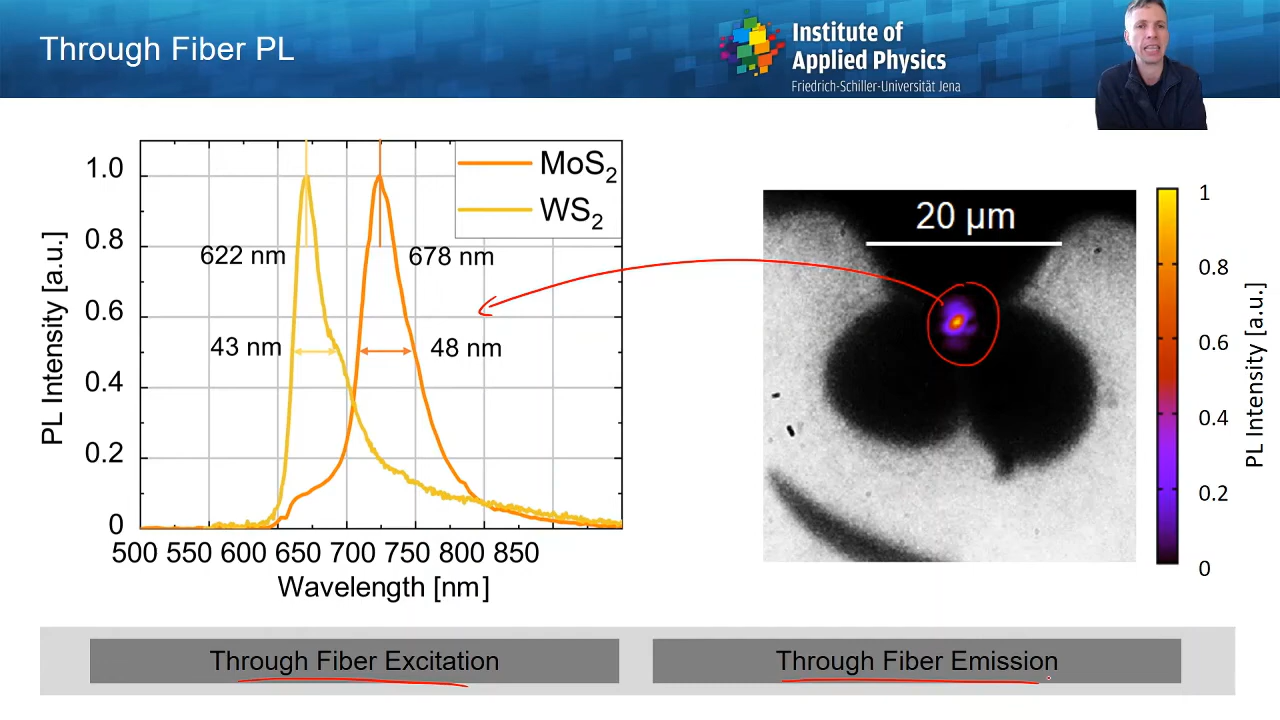 Through Fiber PL
Institute of
Applied Physics
Friedrich-Schiller-Universität Jena
MoS2
WS2
1.0
0.8
0.6
0.4
0.2
0
PL Intensity [a.u.]
622 nm
678 nm
43 nm
48 nm
500 550 600 650 700 750 800 850
Wavelength [nm]
20 µm
1
0.8
0.6
0.4
0.2
0
PL Intensity [a.u.]
Through Fiber Excitation
Through Fiber Emission